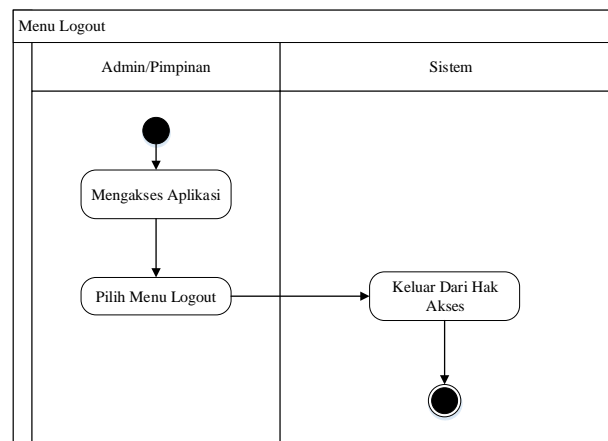 Menu Logout
Admin/Pimpinan
Sistem
Mengakses Aplikasi
Pilih Menu Logout
Keluar Dari Hak
Akses